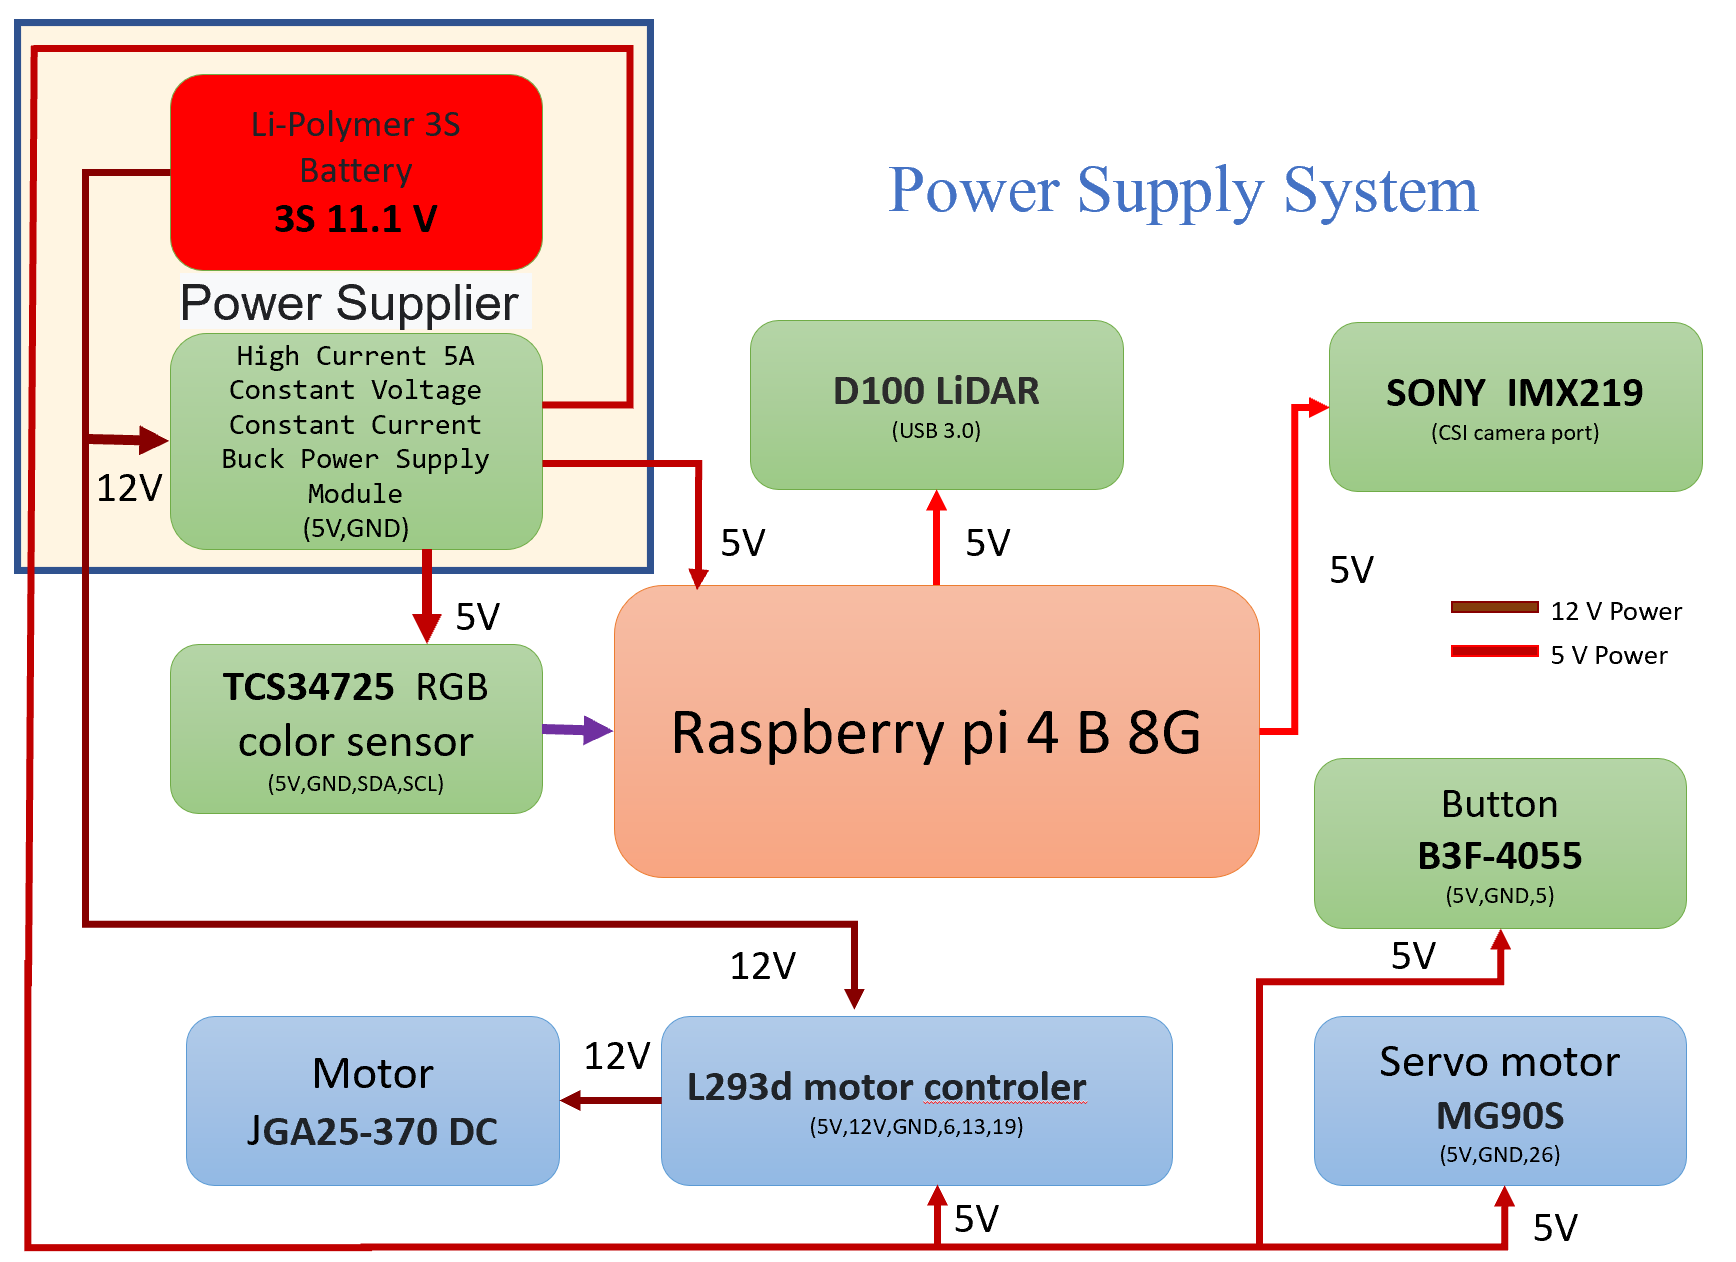 Power Supply System
Li-Polymer 3S
Battery
3S 11.1 V
Power Supplier
High Current 5A
Constant Voltage
Constant Current
Buck Power Supply
Module
(5V,GND)
12V
5V
5V
D100 LiDAR
(USB 3.0)
5V
SONY IMX219
(CSI camera port)
5V
12 V Power
5 V Power
TCS34725 RGB
color sensor
(5V,GND,SDA,SCL)
Raspberry pi 4 B 8G
Button
B3F-4055
(5V,GND,5)
5V
12V
Motor
JGA25-370 DC
12V
L293d motor controler
(5V,12V,GND,6,13,19)
5V
Servo motor
MG90S
(5V,GND,26)
5V